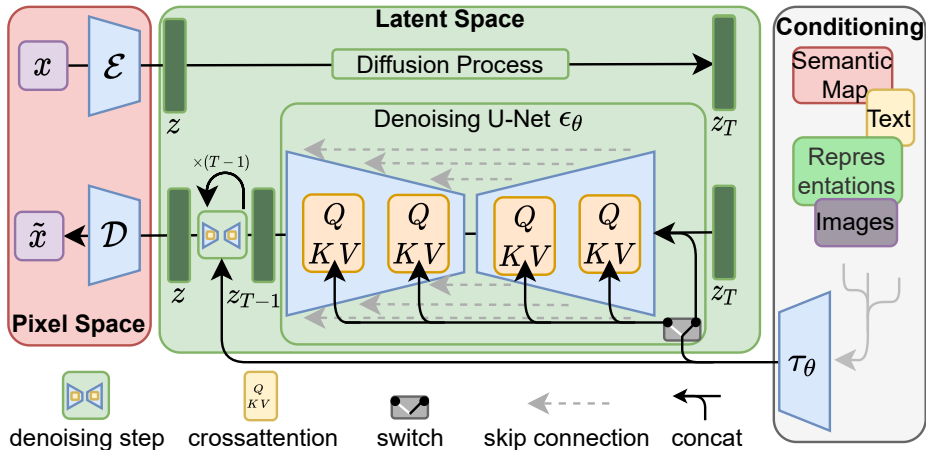 Latent Space
Conditioning
x
ℰ
z
Diffusion Process
z_T
Semantic
Map
Text
Repres
entations
Images
Denoising U-Net ϵ_θ
×(T−1)
x̃
𝒟
z
z_{T−1}
Q
KV
Q
KV
Q
KV
Q
KV
z_T
Pixel Space
τ_θ
denoising step
Q
KV
crossattention
switch
skip connection
concat